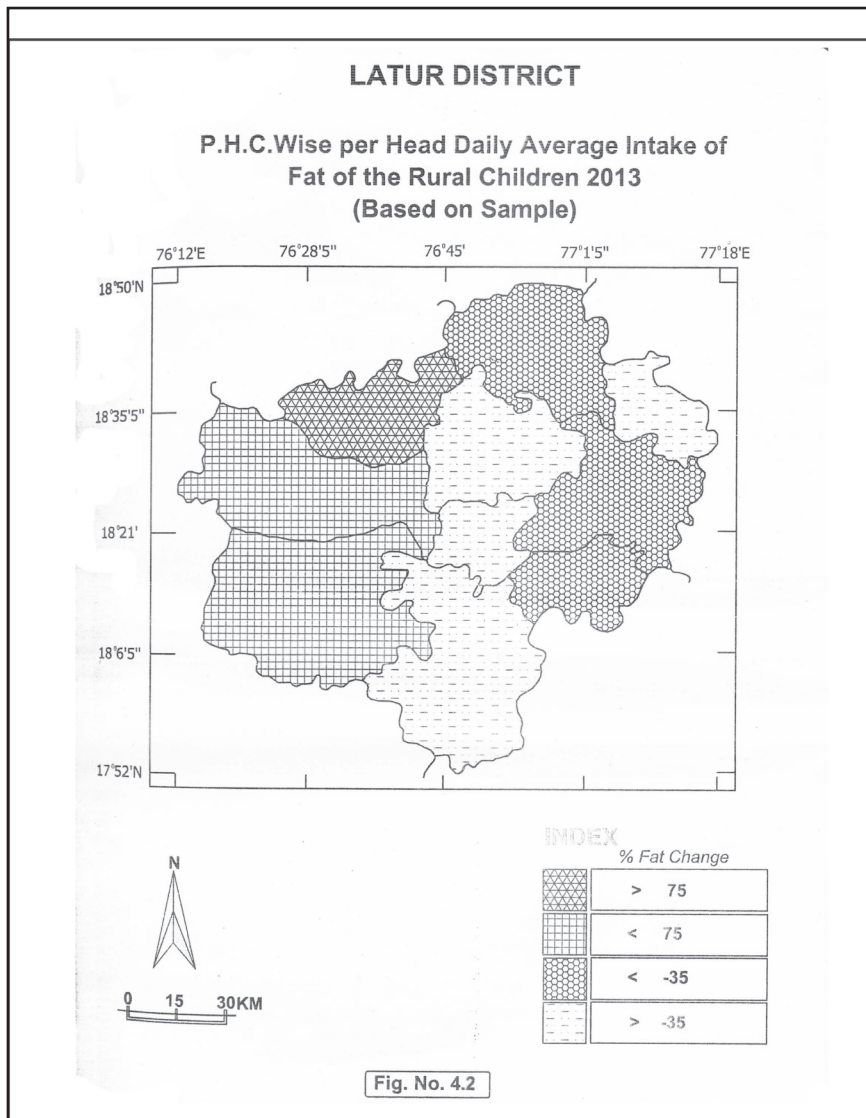 LATUR DISTRICT
P.H.C.Wise per Head Daily Average Intake of
Fat of the Rural Children 2013
(Based on Sample)
76°12'E 76°28'5" 76°45' 77°1'5" 77°18'E
18°50'N
18°35'5"
18°21'
18°6'5"
17°52'N
INDEX
% Fat Change
> 75
< 75
< -35
> -35
N
0 15 30KM
Fig. No. 4.2